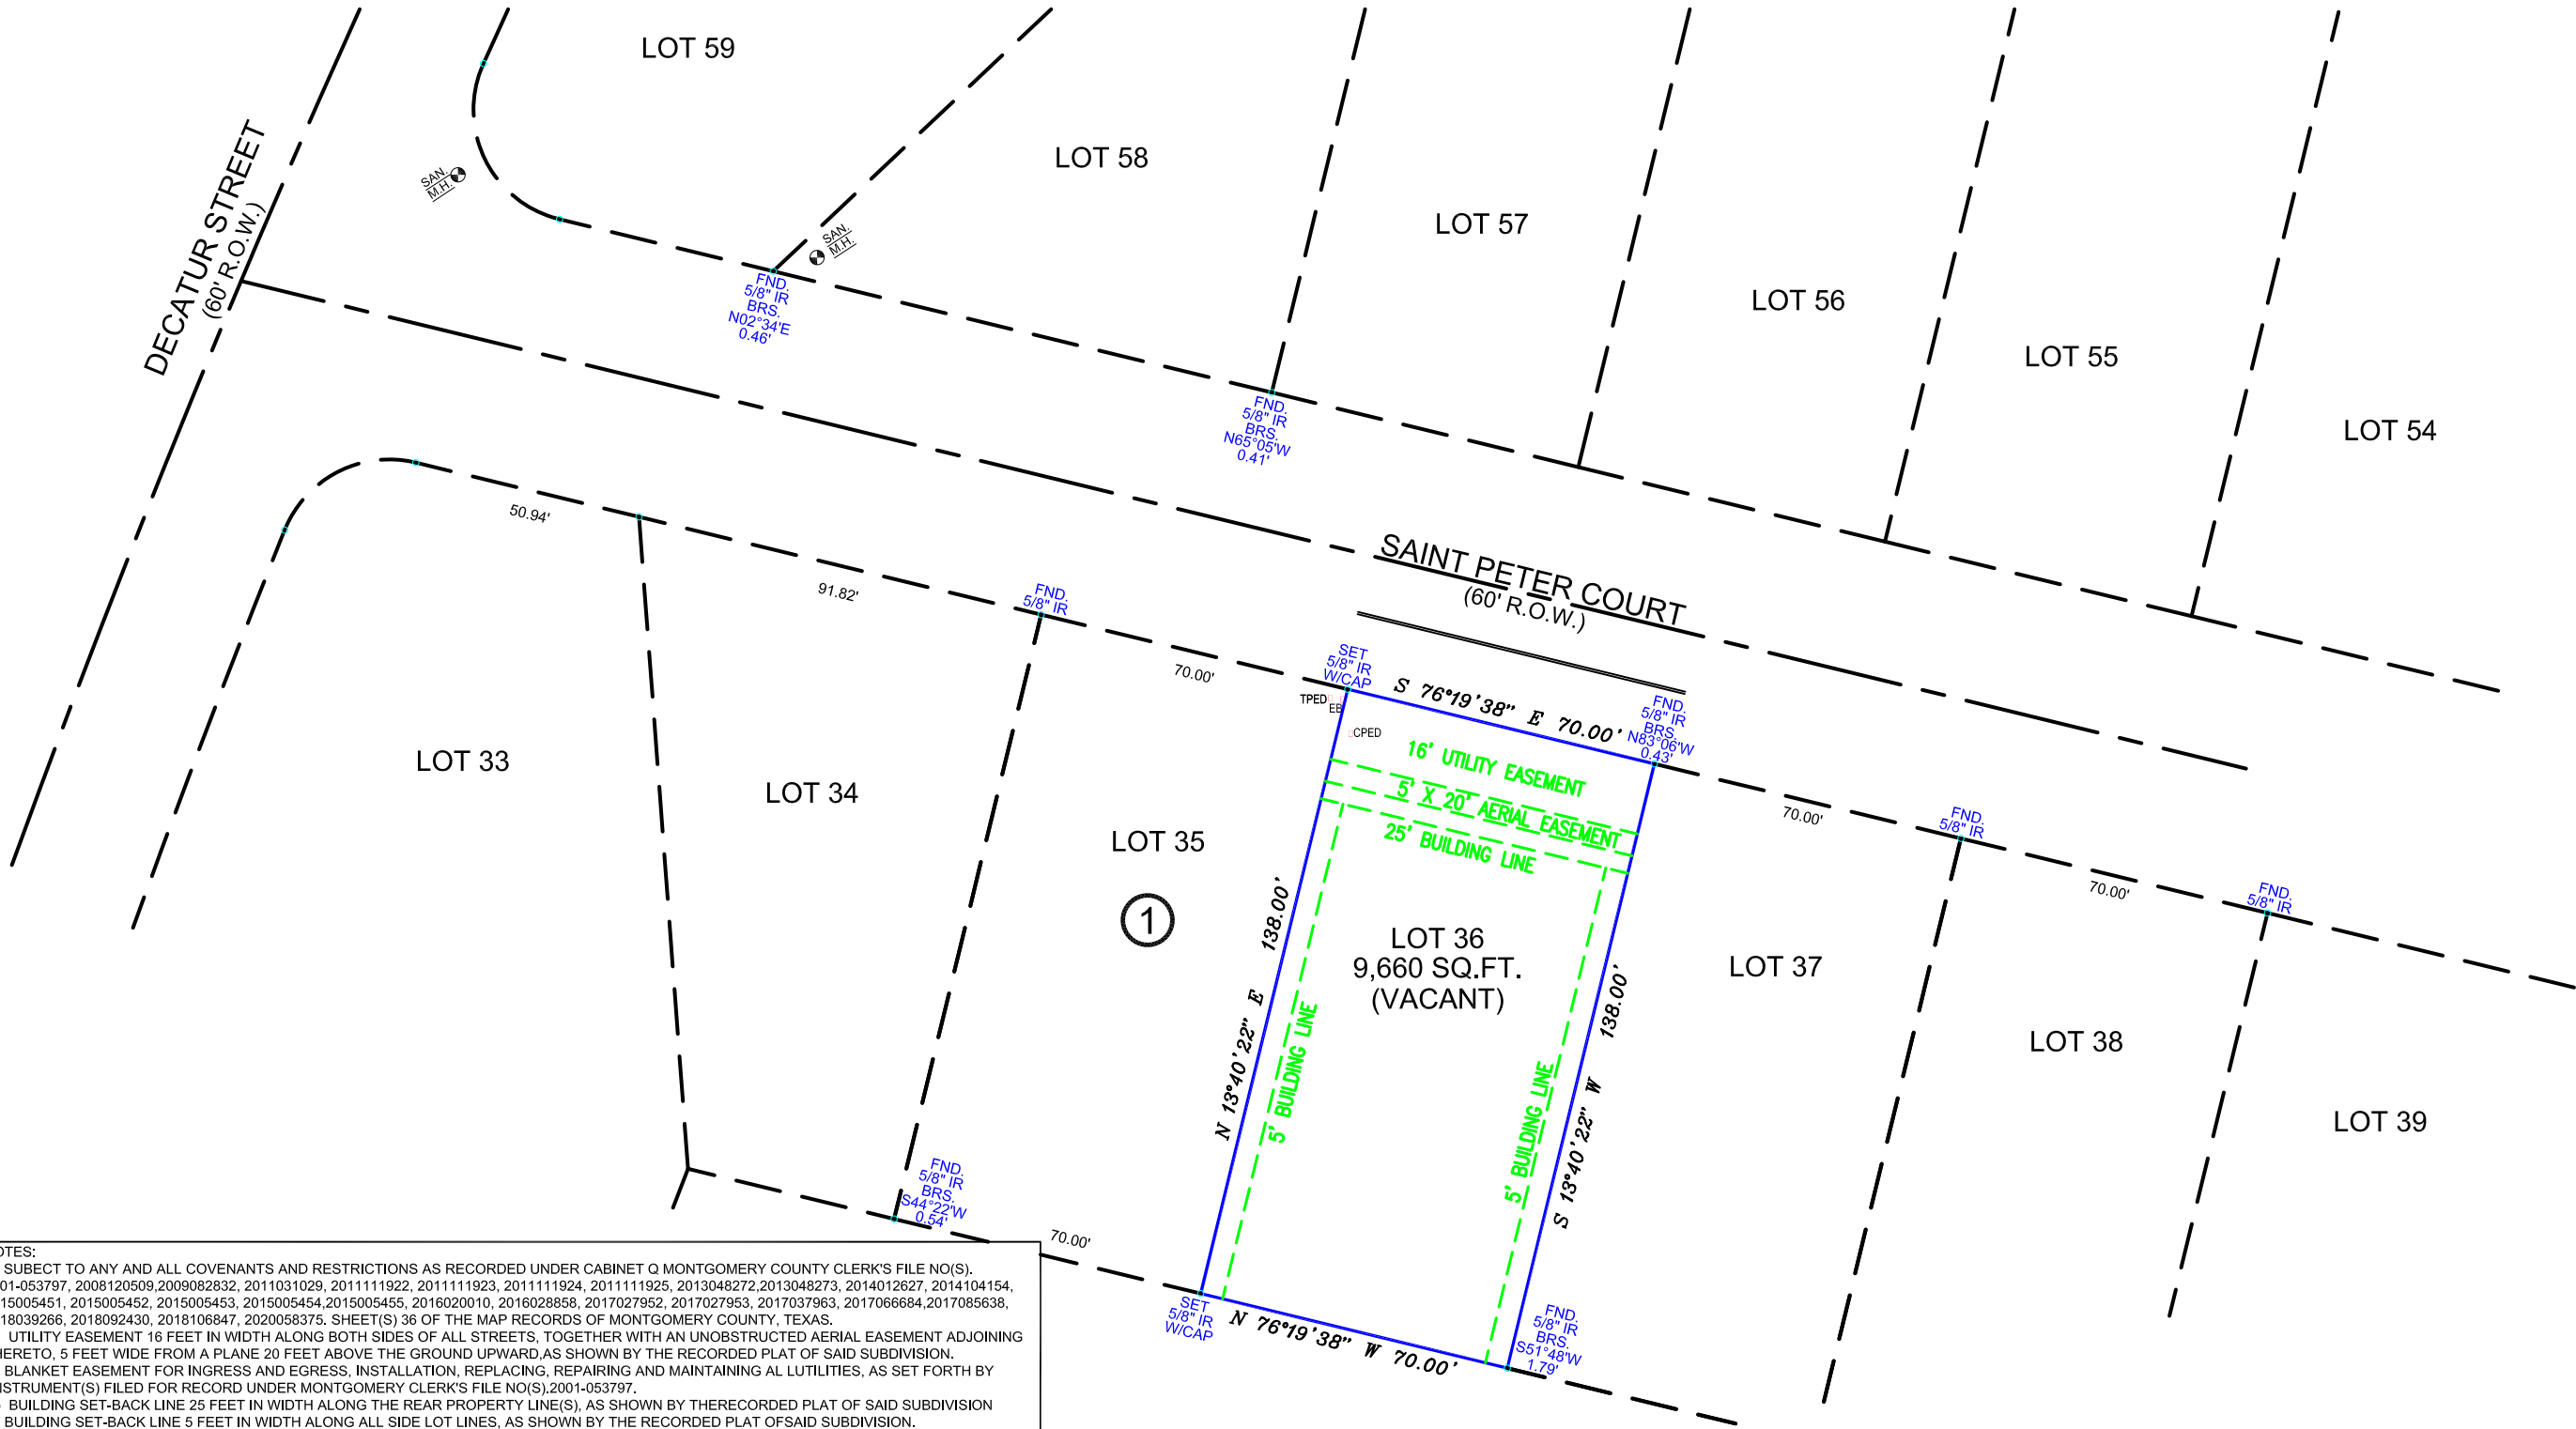 LOT 59
LOT 58
LOT 57
LOT 56
LOT 55
LOT 54
DECATUR STREET
(60' R.O.W.)
SAN.
M.H.
SAN.
M.H.
FND.
5/8" IR
BRS.
N02°34'E
0.46'
FND.
5/8" IR
BRS.
N65°05'W
0.41'
SAINT PETER COURT
(60' R.O.W.)
50.94'
91.82'
FND.
5/8" IR
70.00'
SET
5/8" IR
W/CAP
TPED
EB
CPED
S 76°19'38" E 70.00'
FND.
5/8" IR
BRS.
N83°06'W
0.43'
70.00'
FND.
5/8" IR
70.00'
FND.
5/8" IR
16' UTILITY EASEMENT
5' X 20' AERIAL EASEMENT
25' BUILDING LINE
LOT 33
LOT 34
LOT 35
1
LOT 36
9,660 SQ.FT.
(VACANT)
LOT 37
LOT 38
LOT 39
N 13°40'22" E 138.00'
5' BUILDING LINE
5' BUILDING LINE
S 13°40'22" W 138.00'
FND.
5/8" IR
BRS.
S44°22'W
0.54'
70.00'
SET
5/8" IR
W/CAP
N 76°19'38" W 70.00'
FND.
5/8" IR
BRS.
S51°48'W
1.79'
OTES:
SUBECT TO ANY AND ALL COVENANTS AND RESTRICTIONS AS RECORDED UNDER CABINET Q MONTGOMERY COUNTY CLERK'S FILE NO(S).
01-053797, 2008120509,2009082832, 2011031029, 2011111922, 2011111923, 2011111924, 2011111925, 2013048272,2013048273, 2014012627, 2014104154,
15005451, 2015005452, 2015005453, 2015005454,2015005455, 2016020010, 2016028858, 2017027952, 2017027953, 2017037963, 2017066684,2017085638,
18039266, 2018092430, 2018106847, 2020058375. SHEET(S) 36 OF THE MAP RECORDS OF MONTGOMERY COUNTY, TEXAS.
UTILITY EASEMENT 16 FEET IN WIDTH ALONG BOTH SIDES OF ALL STREETS, TOGETHER WITH AN UNOBSTRUCTED AERIAL EASEMENT ADJOINING
HERETO, 5 FEET WIDE FROM A PLANE 20 FEET ABOVE THE GROUND UPWARD,AS SHOWN BY THE RECORDED PLAT OF SAID SUBDIVISION.
BLANKET EASEMENT FOR INGRESS AND EGRESS, INSTALLATION, REPLACING, REPAIRING AND MAINTAINING AL LUTILITIES, AS SET FORTH BY
STRUMENT(S) FILED FOR RECORD UNDER MONTGOMERY CLERK'S FILE NO(S).2001-053797.
BUILDING SET-BACK LINE 25 FEET IN WIDTH ALONG THE REAR PROPERTY LINE(S), AS SHOWN BY THERECORDED PLAT OF SAID SUBDIVISION
BUILDING SET-BACK LINE 5 FEET IN WIDTH ALONG ALL SIDE LOT LINES, AS SHOWN BY THE RECORDED PLAT OFSAID SUBDIVISION.